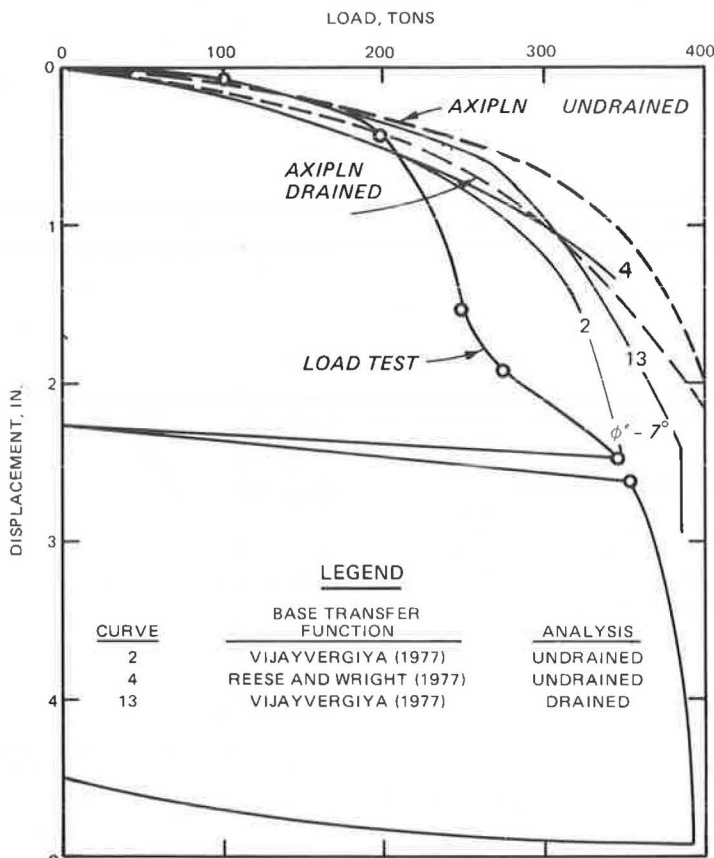 LOAD, TONS
0 100 200 300 400
0
AXIPLN UNDRAINED
AXIPLN
DRAINED
1
4
2
13
LOAD TEST
2
φ' - 7°
DISPLACEMENT, IN.
3
LEGEND
BASE TRANSFER
CURVE FUNCTION ANALYSIS
2 VIJAYVERGIYA (1977) UNDRAINED
4 REESE AND WRIGHT (1977) UNDRAINED
13 VIJAYVERGIYA (1977) DRAINED
4